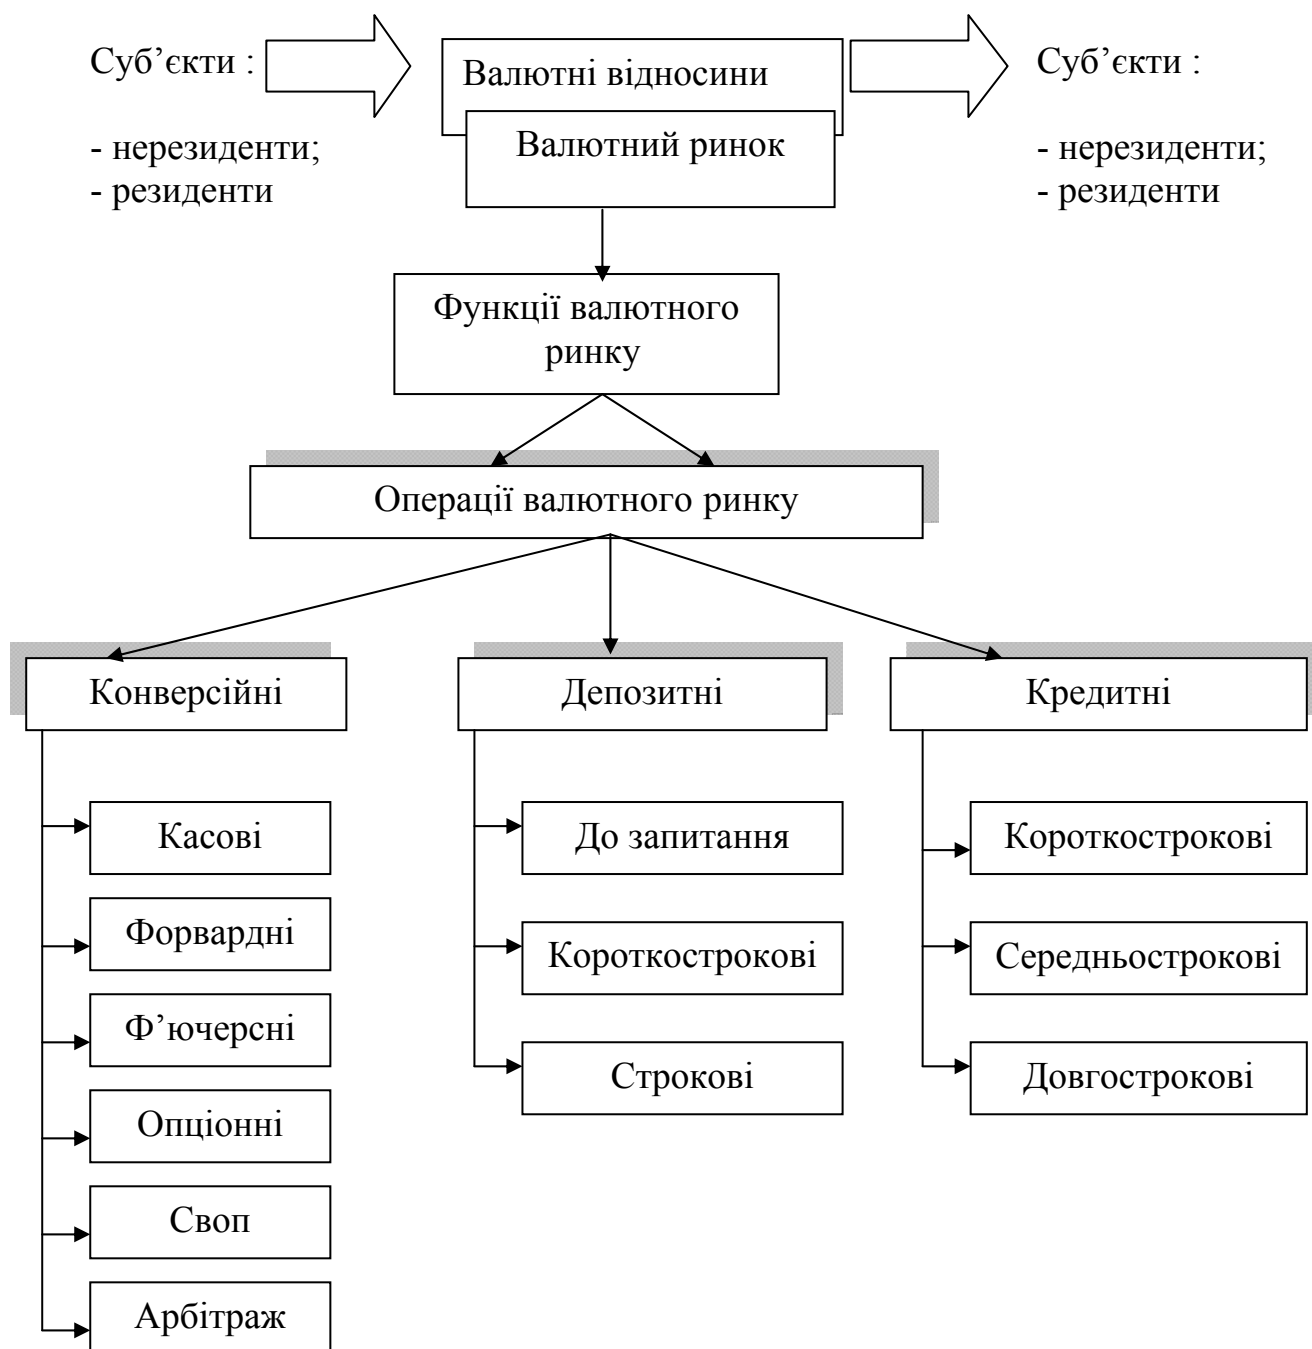 Суб’єкти :
- нерезиденти;
- резиденти
Валютні відносини
Валютний ринок
Суб’єкти :
- нерезиденти;
- резиденти
Функції валютного
ринку
Операції валютного ринку
Конверсійні
Касові
Форвардні
Ф’ючерсні
Опціонні
Своп
Арбітраж
Депозитні
До запитання
Короткострокові
Строкові
Кредитні
Короткострокові
Середньострокові
Довгострокові